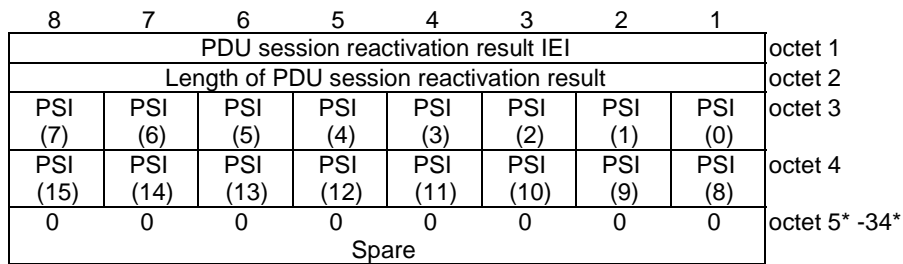 8 7 6 5 4 3 2 1
PDU session reactivation result IEI octet 1
Length of PDU session reactivation result octet 2
PSI PSI PSI PSI PSI PSI PSI PSI octet 3
(7) (6) (5) (4) (3) (2) (1) (0)
PSI PSI PSI PSI PSI PSI PSI PSI octet 4
(15) (14) (13) (12) (11) (10) (9) (8)
0 0 0 0 0 0 0 0 octet 5* -34*
Spare